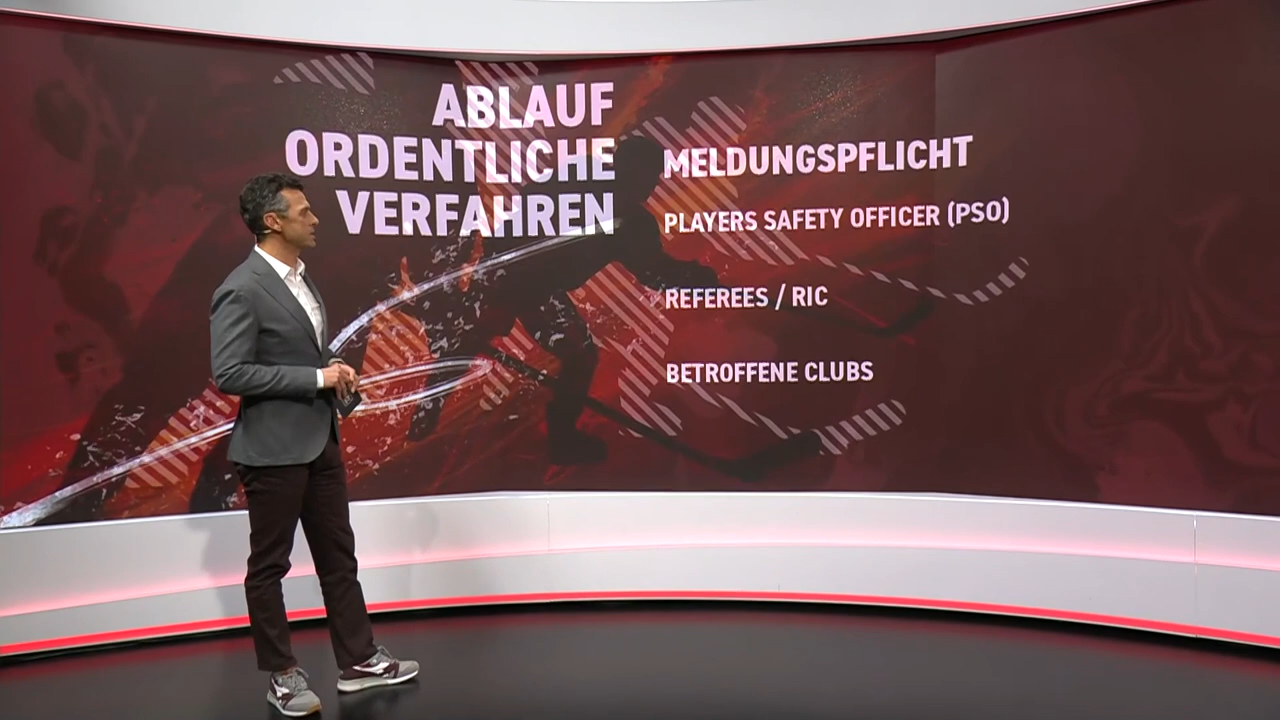 ABLAUF
ORDENTLICHE
VERFAHREN
MELDUNGSPFLICHT
PLAYERS SAFETY OFFICER (PSO)
REFEREES / RIC
BETROFFENE CLUBS